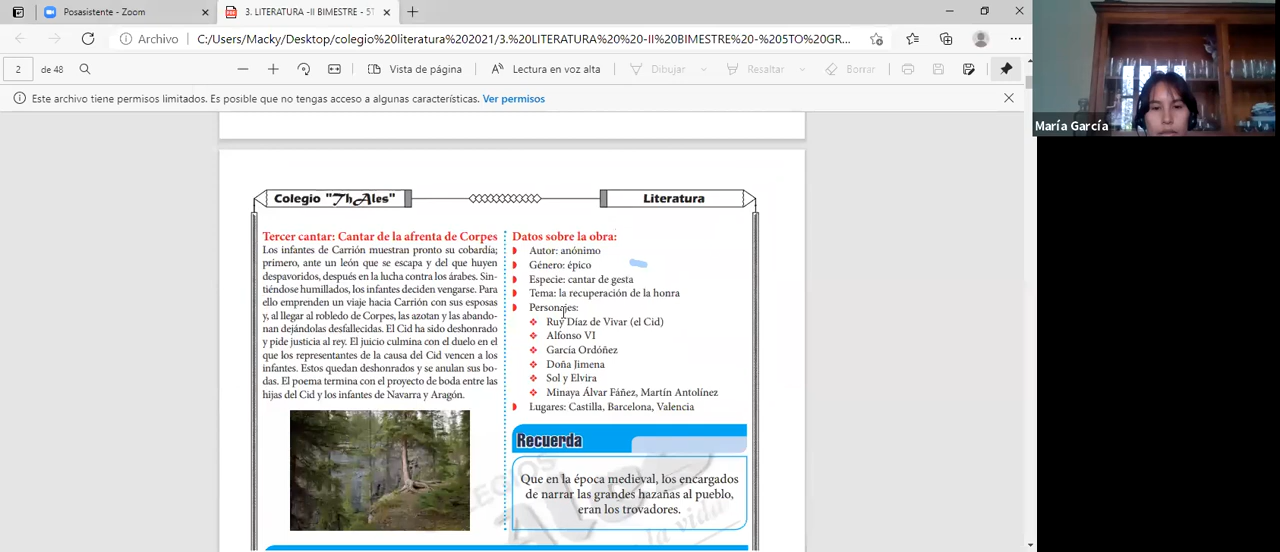 Posasistente - Zoom
3. LITERATURA -II BIMESTRE - 5T
Archivo
C:/Users/Macky/Desktop/colegio%20literatura%202021/3.%20LITERATURA%20%20-II%20BIMESTRE%20-%205TO%20GR...
2
de 48
Vista de página
Lectura en voz alta
Dibujar
Resaltar
Borrar
Este archivo tiene permisos limitados. Es posible que no tengas acceso a algunas características. Ver permisos
María García
Colegio "ThAles"
Literatura
Tercer cantar: Cantar de la afrenta de Corpes
Los infantes de Carrión muestran pronto su cobardía;
primero, ante un león que se escapa y del que huyen
despavoridos, después en la lucha contra los árabes. Sin-
tiéndose humillados, los infantes deciden vengarse. Para
ello emprenden un viaje hacia Carrión con sus esposas
y, al llegar al robledo de Corpes, las azotan y las abando-
nan dejándolas desfallecidas. El Cid ha sido deshonrado
y pide justicia al rey. El juicio culmina con el duelo en el
que los representantes de la causa del Cid vencen a los
infantes. Estos quedan deshonrados y se anulan sus bo-
das. El poema termina con el proyecto de boda entre las
hijas del Cid y los infantes de Navarra y Aragón.
Datos sobre la obra:
Autor: anónimo
Género: épico
Especie: cantar de gesta
Tema: la recuperación de la honra
Personajes:
Ruy Díaz de Vivar (el Cid)
Alfonso VI
García Ordóñez
Doña Jimena
Sol y Elvira
Minaya Álvar Fáñez, Martín Antolínez
Lugares: Castilla, Barcelona, Valencia
Recuerda
Que en la época medieval, los encargados
de narrar las grandes hazañas al pueblo,
eran los trovadores.